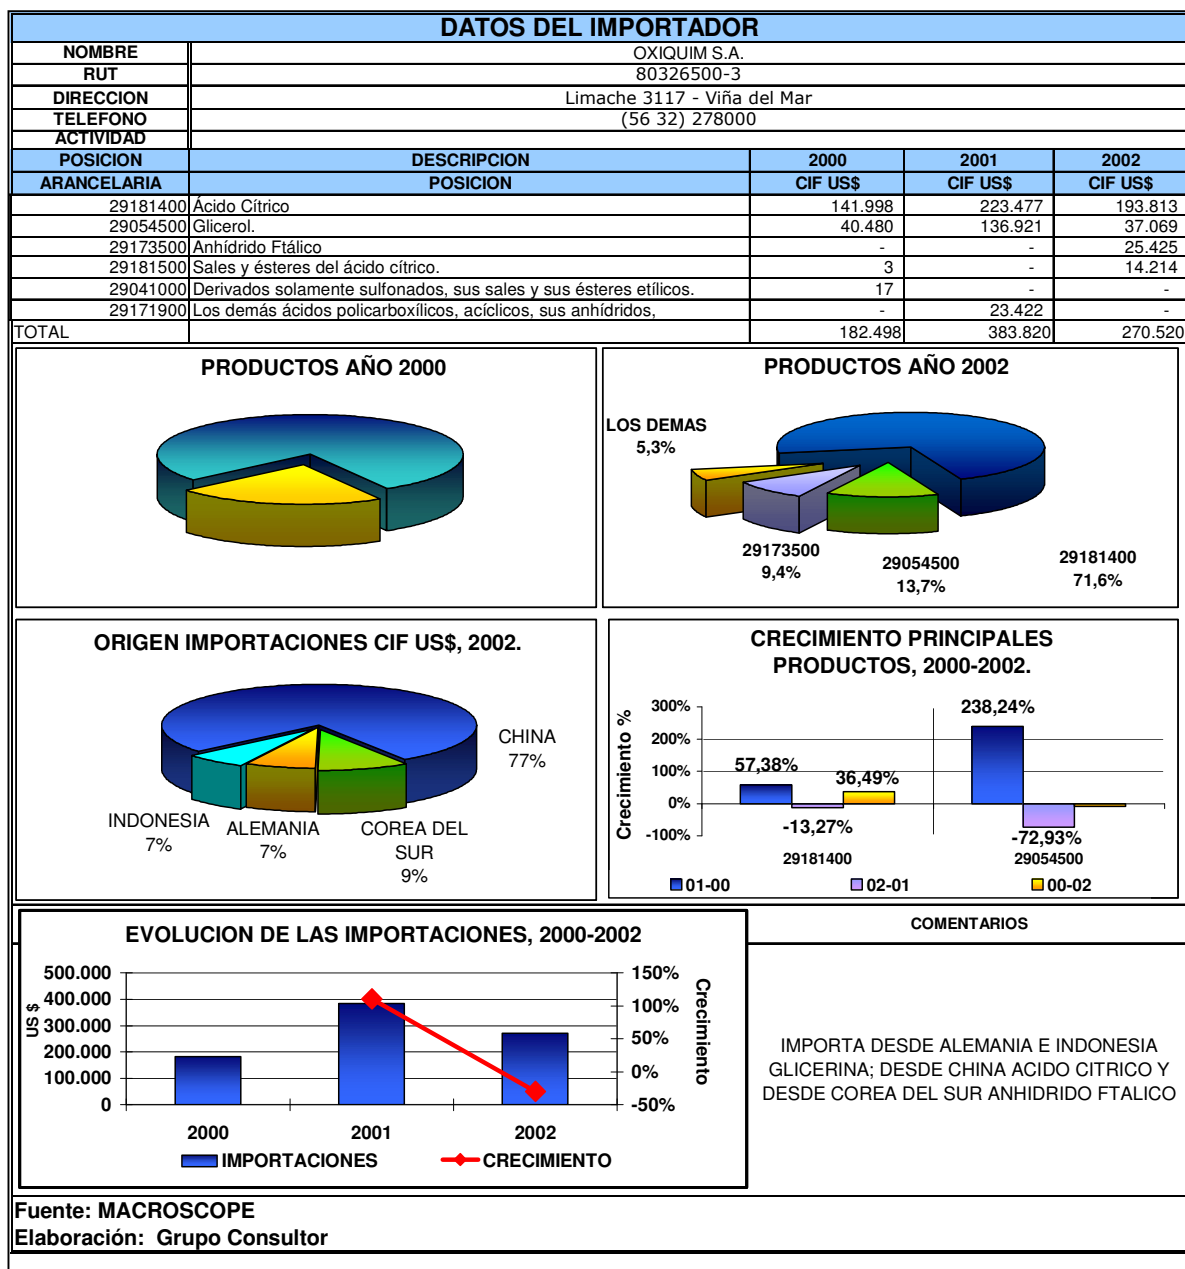 DATOS DEL IMPORTADOR
NOMBRE OXIQUIM S.A.
RUT 80326500-3
DIRECCION Limache 3117 - Viña del Mar
TELEFONO (56 32) 278000
ACTIVIDAD
POSICION DESCRIPCION 2000 2001 2002
ARANCELARIA POSICION CIF US$ CIF US$ CIF US$
29181400 Ácido Cítrico 141.998 223.477 193.813
29054500 Glicerol. 40.480 136.921 37.069
29173500 Anhídrido Ftálico - - 25.425
29181500 Sales y ésteres del ácido cítrico. 3 - 14.214
29041000 Derivados solamente sulfonados, sus sales y sus ésteres etílicos. 17 - -
29171900 Los demás ácidos policarboxílicos, acíclicos, sus anhídridos, - 23.422 -
TOTAL 182.498 383.820 270.520
PRODUCTOS AÑO 2000
PRODUCTOS AÑO 2002
LOS DEMAS
5,3%
29173500
9,4%
29054500
13,7%
29181400
71,6%
ORIGEN IMPORTACIONES CIF US$, 2002.
CHINA
77%
INDONESIA
7%
ALEMANIA
7%
COREA DEL
SUR
9%
CRECIMIENTO PRINCIPALES
PRODUCTOS, 2000-2002.
Crecimiento %
300%
200%
100%
0%
-100%
57,38%
-13,27%
36,49%
238,24%
-72,93%
29181400 29054500
01-00 02-01 00-02
EVOLUCION DE LAS IMPORTACIONES, 2000-2002
US $
500.000
400.000
300.000
200.000
100.000
0
150%
100%
50%
0%
-50%
Crecimiento
2000 2001 2002
IMPORTACIONES CRECIMIENTO
COMENTARIOS
IMPORTA DESDE ALEMANIA E INDONESIA
GLICERINA; DESDE CHINA ACIDO CITRICO Y
DESDE COREA DEL SUR ANHIDRIDO FTALICO
Fuente: MACROSCOPE
Elaboración: Grupo Consultor